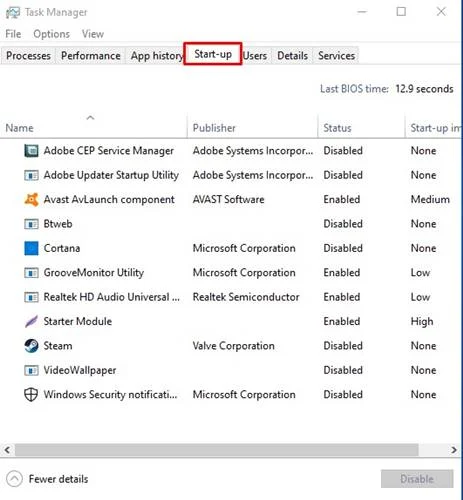 Task Manager
File Options View
Processes Performance App history Start-up Users Details Services
Last BIOS time: 12.9 seconds
Name Publisher Status Start-up im
Adobe CEP Service Manager Adobe Systems Incorpor... Disabled None
Adobe Updater Startup Utility Adobe Systems Incorpor... Disabled None
Avast AvLaunch component AVAST Software Enabled Medium
Btweb Disabled None
Cortana Microsoft Corporation Disabled None
GrooveMonitor Utility Microsoft Corporation Enabled Low
Realtek HD Audio Universal ... Realtek Semiconductor Enabled Low
Starter Module Enabled High
Steam Valve Corporation Disabled None
VideoWallpaper Disabled None
Windows Security notificati... Microsoft Corporation Disabled None
Fewer details Disable